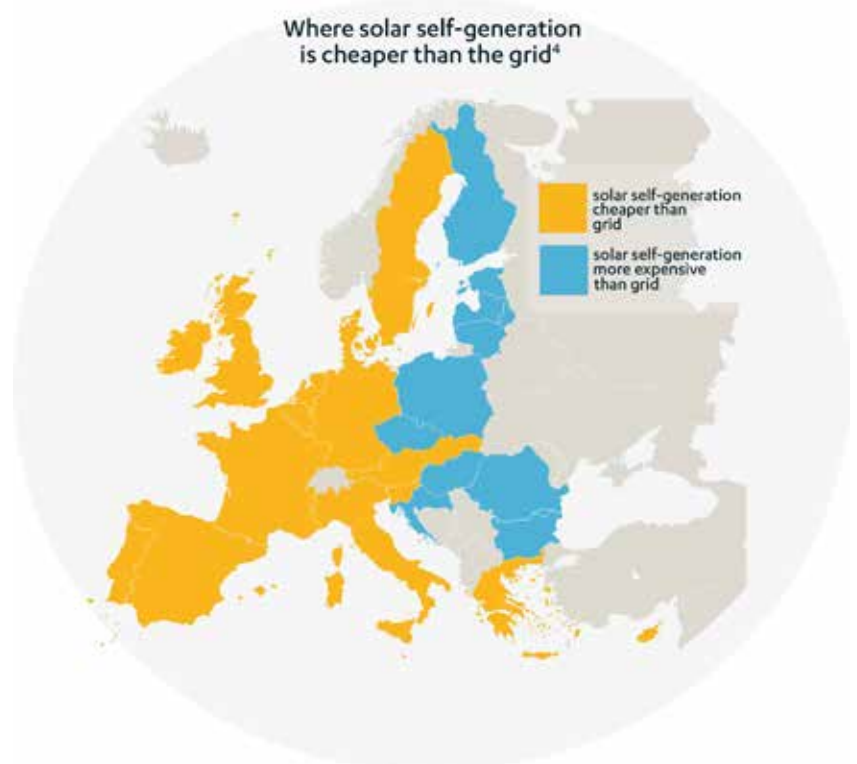 Where solar self-generation
is cheaper than the grid⁴
solar self-generation
cheaper than
grid
solar self-generation
more expensive
than grid